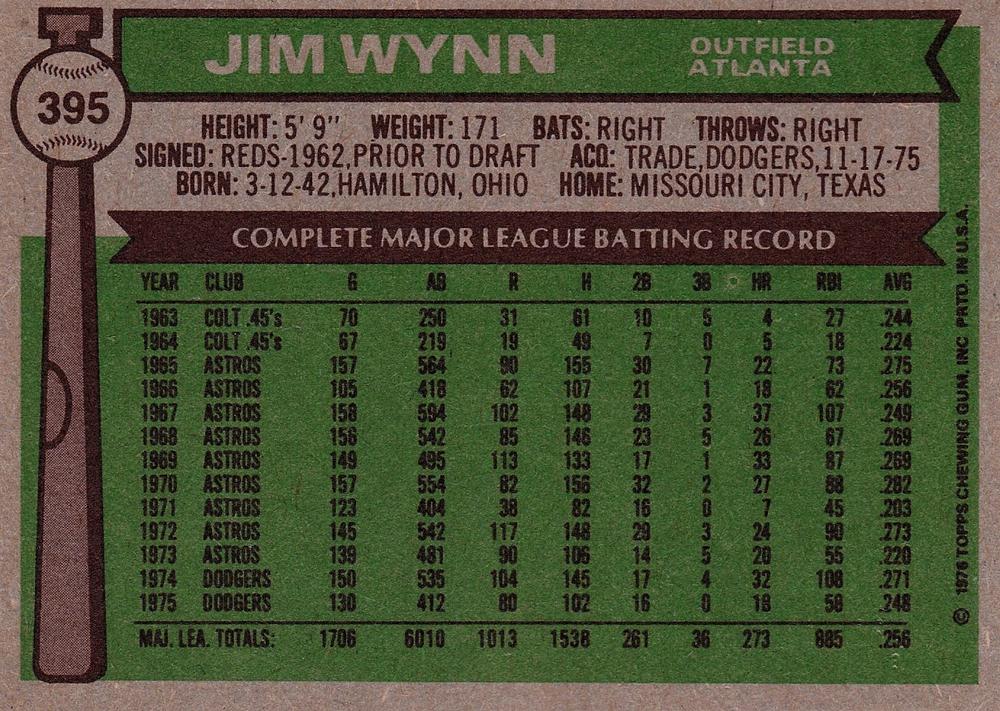 JIM WYNN
OUTFIELD
ATLANTA
395
HEIGHT: 5' 9" WEIGHT: 171 BATS: RIGHT THROWS: RIGHT
SIGNED: REDS-1962,PRIOR TO DRAFT ACQ: TRADE,DODGERS,11-17-75
BORN: 3-12-42,HAMILTON, OHIO HOME: MISSOURI CITY, TEXAS
COMPLETE MAJOR LEAGUE BATTING RECORD
YEAR CLUB G AB R H 2B 3B HR RBI AVG
1963 COLT .45's 70 250 31 61 10 5 4 27 .244
1964 COLT .45's 67 219 19 49 7 0 5 18 .224
1965 ASTROS 157 564 90 155 30 7 22 73 .275
1966 ASTROS 105 418 62 107 21 1 18 62 .256
1967 ASTROS 158 594 102 148 29 3 37 107 .249
1968 ASTROS 156 542 85 146 23 5 26 67 .269
1969 ASTROS 149 495 113 133 17 1 33 87 .269
1970 ASTROS 157 554 82 156 32 2 27 88 .282
1971 ASTROS 123 404 38 82 16 0 7 45 .203
1972 ASTROS 145 542 117 148 29 3 24 90 .273
1973 ASTROS 139 481 90 106 14 5 20 55 .220
1974 DODGERS 150 535 104 145 17 4 32 108 .271
1975 DODGERS 130 412 80 102 16 0 18 58 .248
MAJ. LEA. TOTALS: 1706 6010 1013 1538 261 36 273 885 .256
© 1976 TOPPS CHEWING GUM, INC PRTD. IN U.S.A.